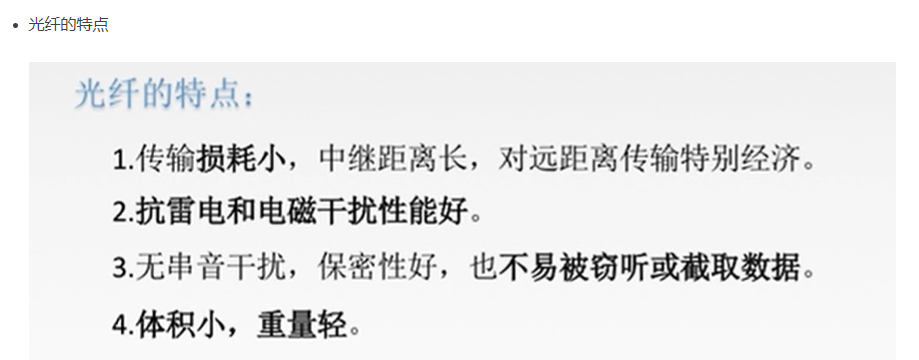 光纤的特点
光纤的特点：
1.传输损耗小，中继距离长，对远距离传输特别经济。
2.抗雷电和电磁干扰性能好。
3.无串音干扰，保密性好，也不易被窃听或截取数据。
4.体积小，重量轻。